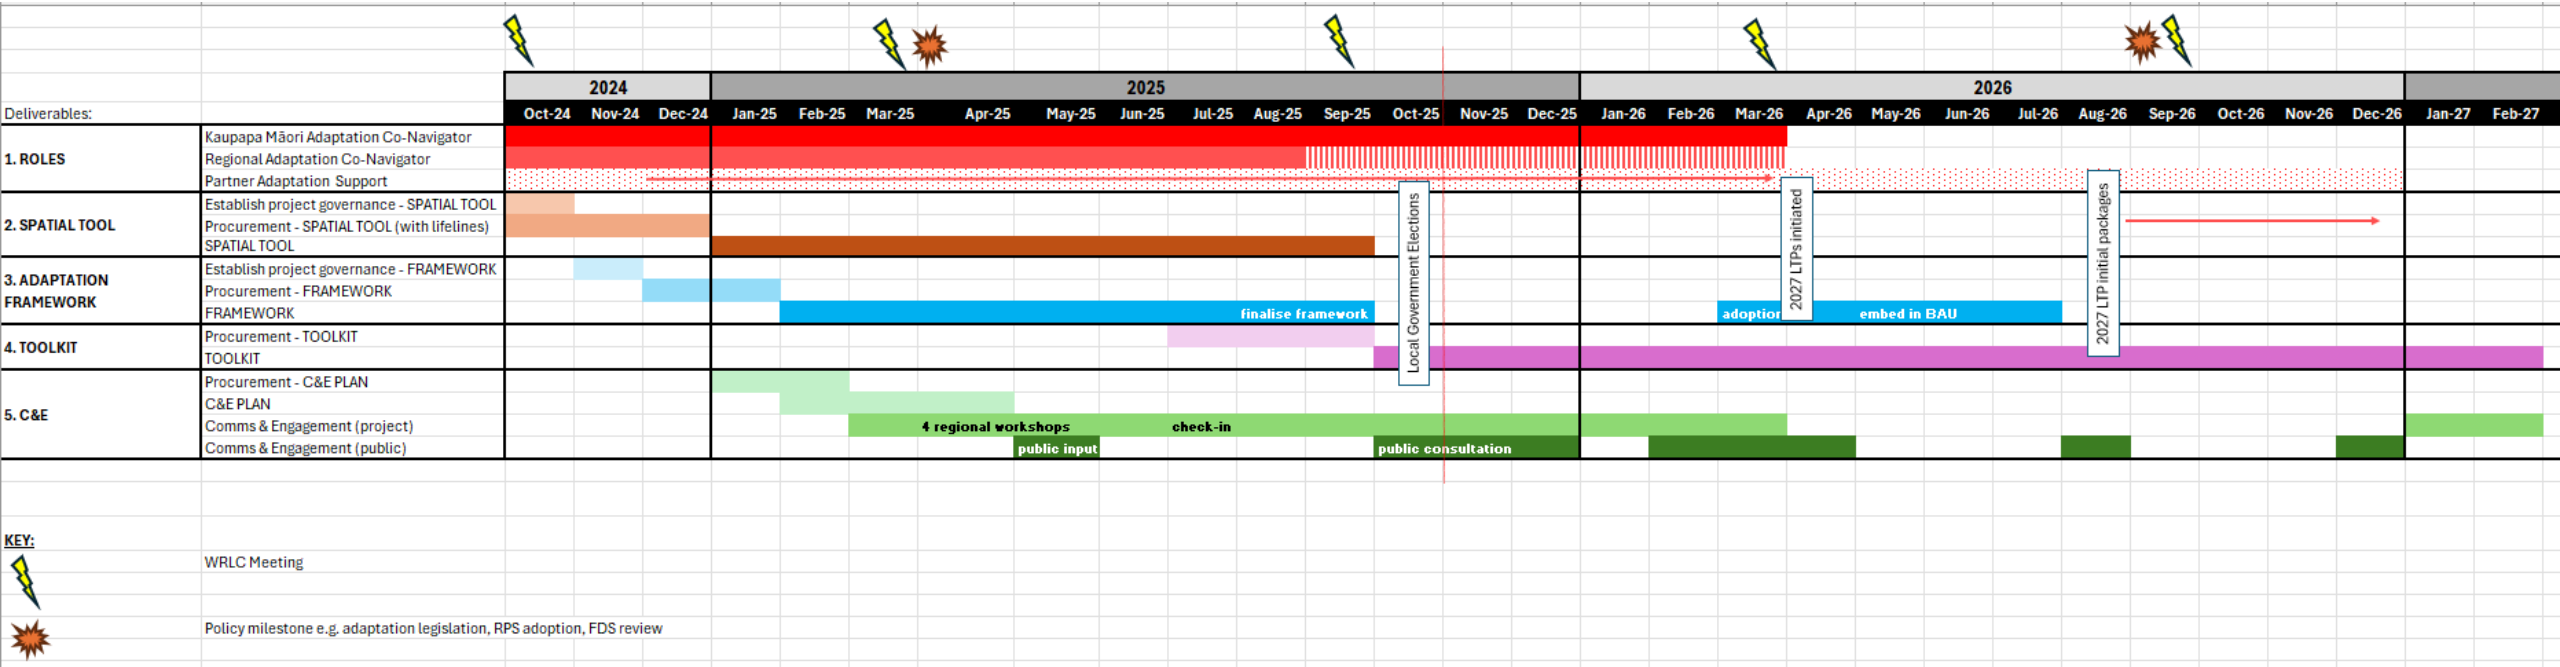 2024
2025
2026
Deliverables:
Oct-24 Nov-24 Dec-24 Jan-25 Feb-25 Mar-25 Apr-25 May-25 Jun-25 Jul-25 Aug-25 Sep-25 Oct-25 Nov-25 Dec-25 Jan-26 Feb-26 Mar-26 Apr-26 May-26 Jun-26 Jul-26 Aug-26 Sep-26 Oct-26 Nov-26 Dec-26 Jan-27 Feb-27
1. ROLES
Kaupapa Māori Adaptation Co-Navigator
Regional Adaptation Co-Navigator
Partner Adaptation Support
2. SPATIAL TOOL
Establish project governance - SPATIAL TOOL
Procurement - SPATIAL TOOL (with lifelines)
SPATIAL TOOL
3. ADAPTATION
FRAMEWORK
Establish project governance - FRAMEWORK
Procurement - FRAMEWORK
FRAMEWORK
finalise framework
adoption
embed in BAU
4. TOOLKIT
Procurement - TOOLKIT
TOOLKIT
Local Government Elections
2027 LTPs initiated
2027 LTP initial packages
5. C&E
Procurement - C&E PLAN
C&E PLAN
Comms & Engagement (project)
4 regional workshops
check-in
Comms & Engagement (public)
public input
public consultation
KEY:
WRLC Meeting
Policy milestone e.g. adaptation legislation, RPS adoption, FDS review